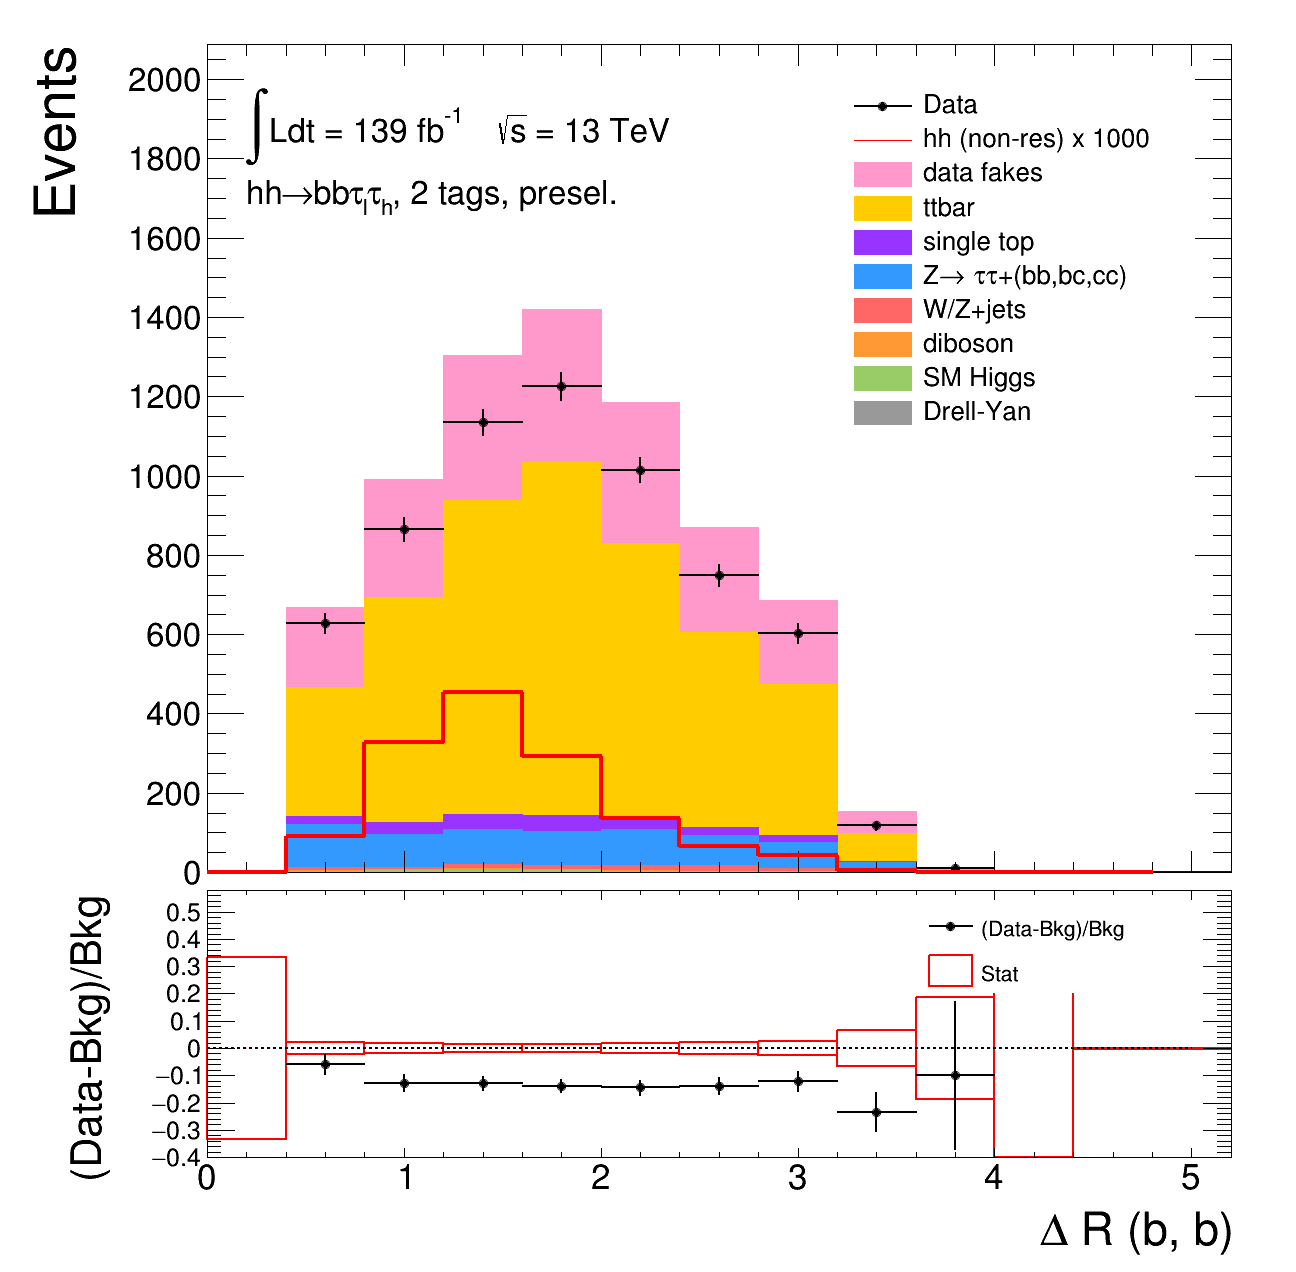 Events
2000
1800
1600
1400
1200
1000
800
600
400
200
0
∫Ldt = 139 fb⁻¹ √s = 13 TeV
hh→bbτₗτₕ, 2 tags, presel.
Data
hh (non-res) x 1000
data fakes
ttbar
single top
Z→ ττ+(bb,bc,cc)
W/Z+jets
diboson
SM Higgs
Drell-Yan
(Data-Bkg)/Bkg
0.5
0.4
0.3
0.2
0.1
0
−0.1
−0.2
−0.3
−0.4
(Data-Bkg)/Bkg
Stat
0 1 2 3 4 5
Δ R (b, b)